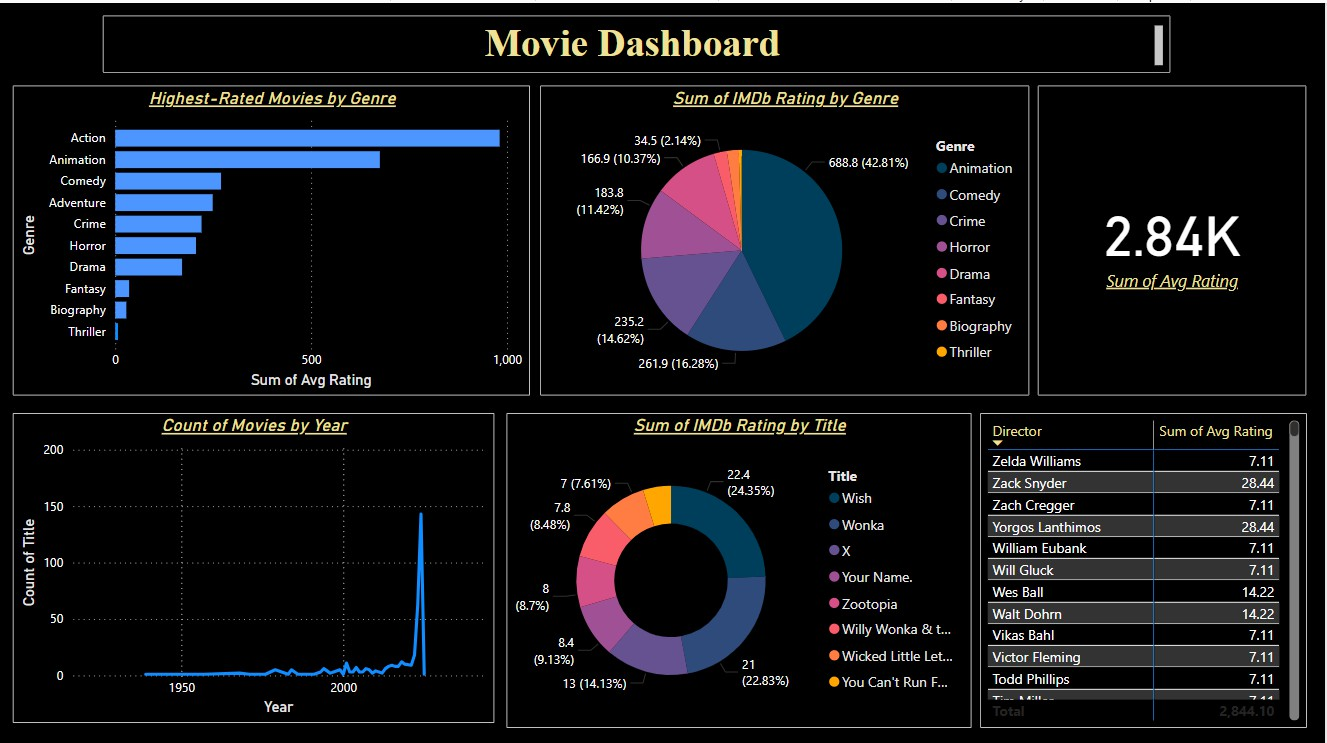 Movie Dashboard
Highest-Rated Movies by Genre
Genre
Action
Animation
Comedy
Adventure
Crime
Horror
Drama
Fantasy
Biography
Thriller
0 500 1,000
Sum of Avg Rating
Sum of IMDb Rating by Genre
34.5 (2.14%)
166.9 (10.37%)
183.8
(11.42%)
235.2
(14.62%)
261.9 (16.28%)
688.8 (42.81%)
Genre
Animation
Comedy
Crime
Horror
Drama
Fantasy
Biography
Thriller
2.84K
Sum of Avg Rating
Count of Movies by Year
Count of Title
200
150
100
50
0
1950 2000
Year
Sum of IMDb Rating by Title
7 (7.61%)
7.8
(8.48%)
8
(8.7%)
8.4
(9.13%)
13 (14.13%)
22.4
(24.35%)
21
(22.83%)
Title
Wish
Wonka
X
Your Name.
Zootopia
Willy Wonka & t...
Wicked Little Let...
You Can't Run F...
Director Sum of Avg Rating
Zelda Williams 7.11
Zack Snyder 28.44
Zach Cregger 7.11
Yorgos Lanthimos 28.44
William Eubank 7.11
Will Gluck 7.11
Wes Ball 14.22
Walt Dohrn 14.22
Vikas Bahl 7.11
Victor Fleming 7.11
Todd Phillips 7.11
Tim Miller 7.11
Total 2,844.10